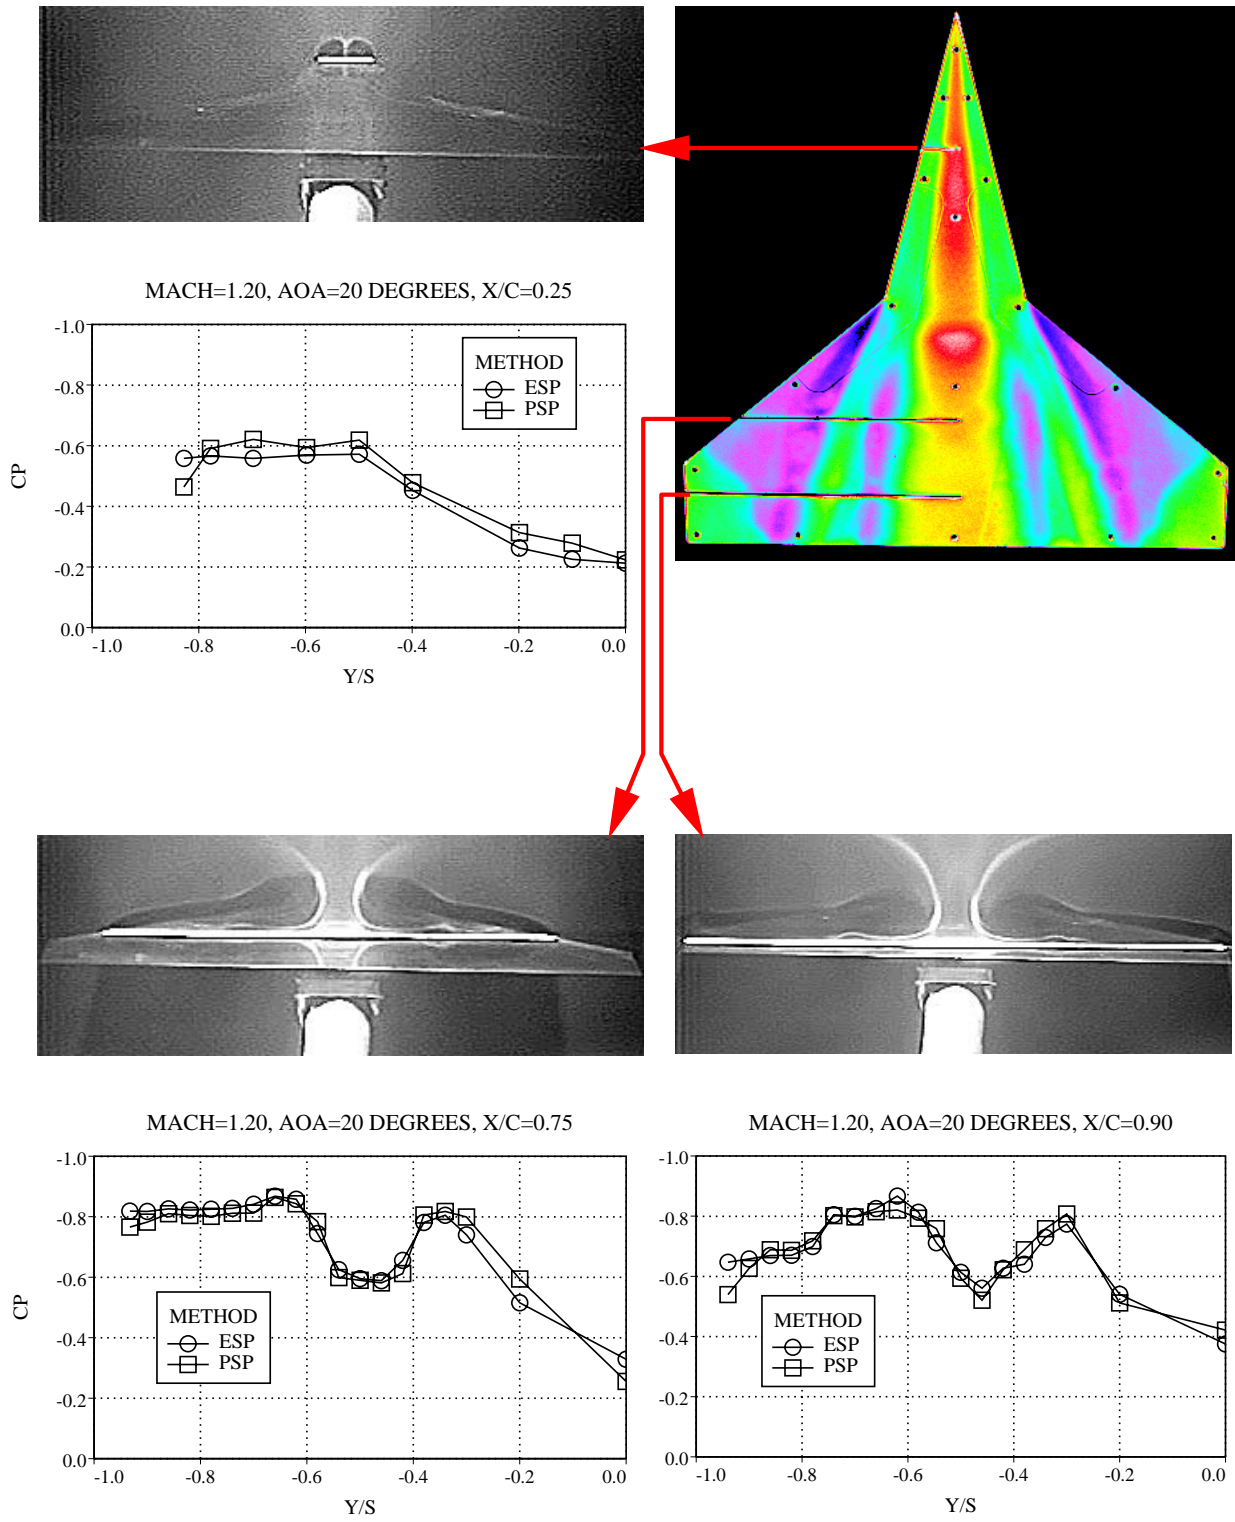 MACH=1.20, AOA=20 DEGREES, X/C=0.25
-1.0
-0.8
-0.6
-0.4
-0.2
0.0
CP
METHOD
ESP
PSP
-1.0
-0.8
-0.6
-0.4
-0.2
0.0
Y/S
MACH=1.20, AOA=20 DEGREES, X/C=0.75
-1.0
-0.8
-0.6
-0.4
-0.2
0.0
CP
METHOD
ESP
PSP
-1.0
-0.8
-0.6
-0.4
-0.2
0.0
Y/S
MACH=1.20, AOA=20 DEGREES, X/C=0.90
-1.0
-0.8
-0.6
-0.4
-0.2
0.0
METHOD
ESP
PSP
-1.0
-0.8
-0.6
-0.4
-0.2
0.0
Y/S